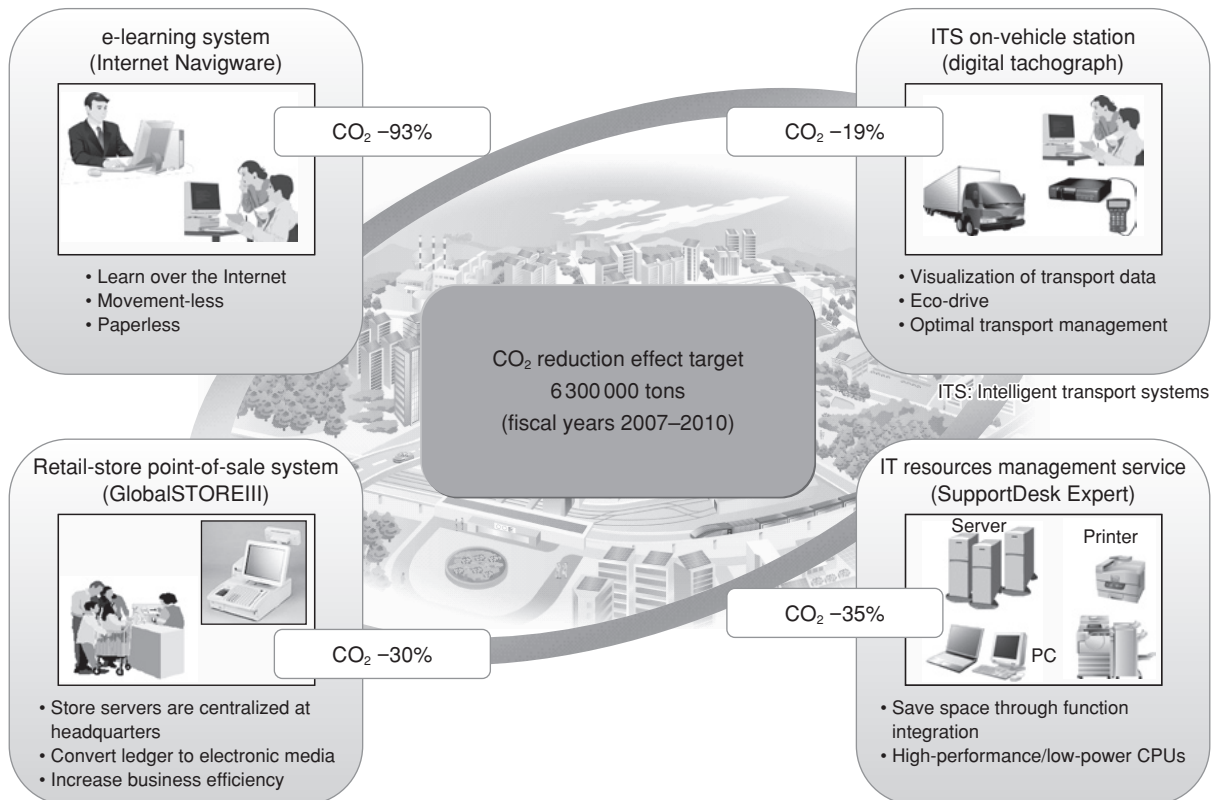 e-learning system
(Internet Navigware)
CO₂ –93%
• Learn over the Internet
• Movement-less
• Paperless
ITS on-vehicle station
(digital tachograph)
CO₂ –19%
• Visualization of transport data
• Eco-drive
• Optimal transport management
ITS: Intelligent transport systems
CO₂ reduction effect target
6 300 000 tons
(fiscal years 2007–2010)
Retail-store point-of-sale system
(GlobalSTOREIII)
CO₂ –30%
• Store servers are centralized at
headquarters
• Convert ledger to electronic media
• Increase business efficiency
IT resources management service
(SupportDesk Expert)
Server
Printer
PC
CO₂ –35%
• Save space through function
integration
• High-performance/low-power CPUs